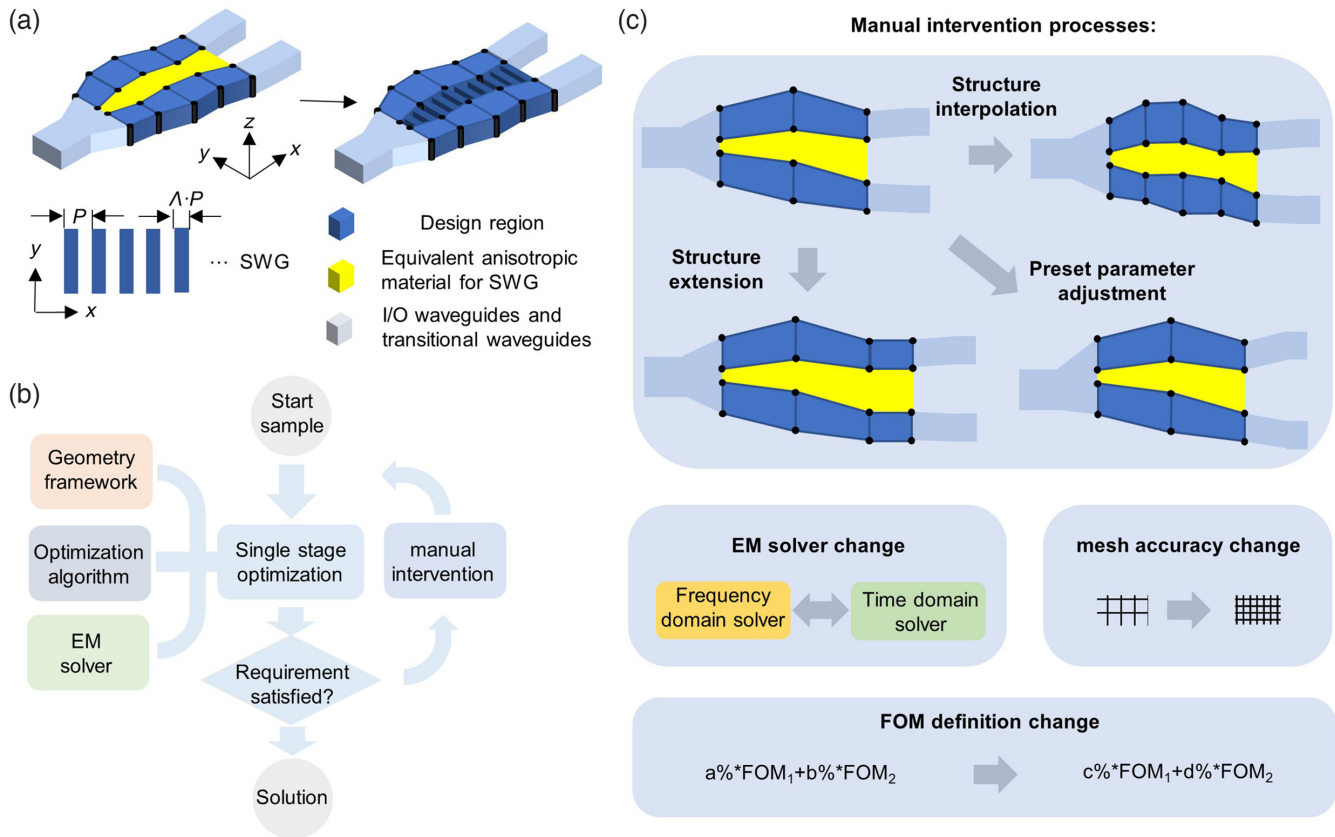 (a)
z
y
x
P
Λ·P
y
x
... SWG
Design region
Equivalent anisotropic
material for SWG
I/O waveguides and
transitional waveguides
(b)
Start
sample
Geometry
framework
Optimization
algorithm
EM
solver
Single stage
optimization
manual
intervention
Requirement
satisfied?
Solution
(c)
Manual intervention processes:
Structure
interpolation
Structure
extension
Preset parameter
adjustment
EM solver change
Frequency
domain solver
Time domain
solver
mesh accuracy change
FOM definition change
a%*FOM₁+b%*FOM₂
c%*FOM₁+d%*FOM₂